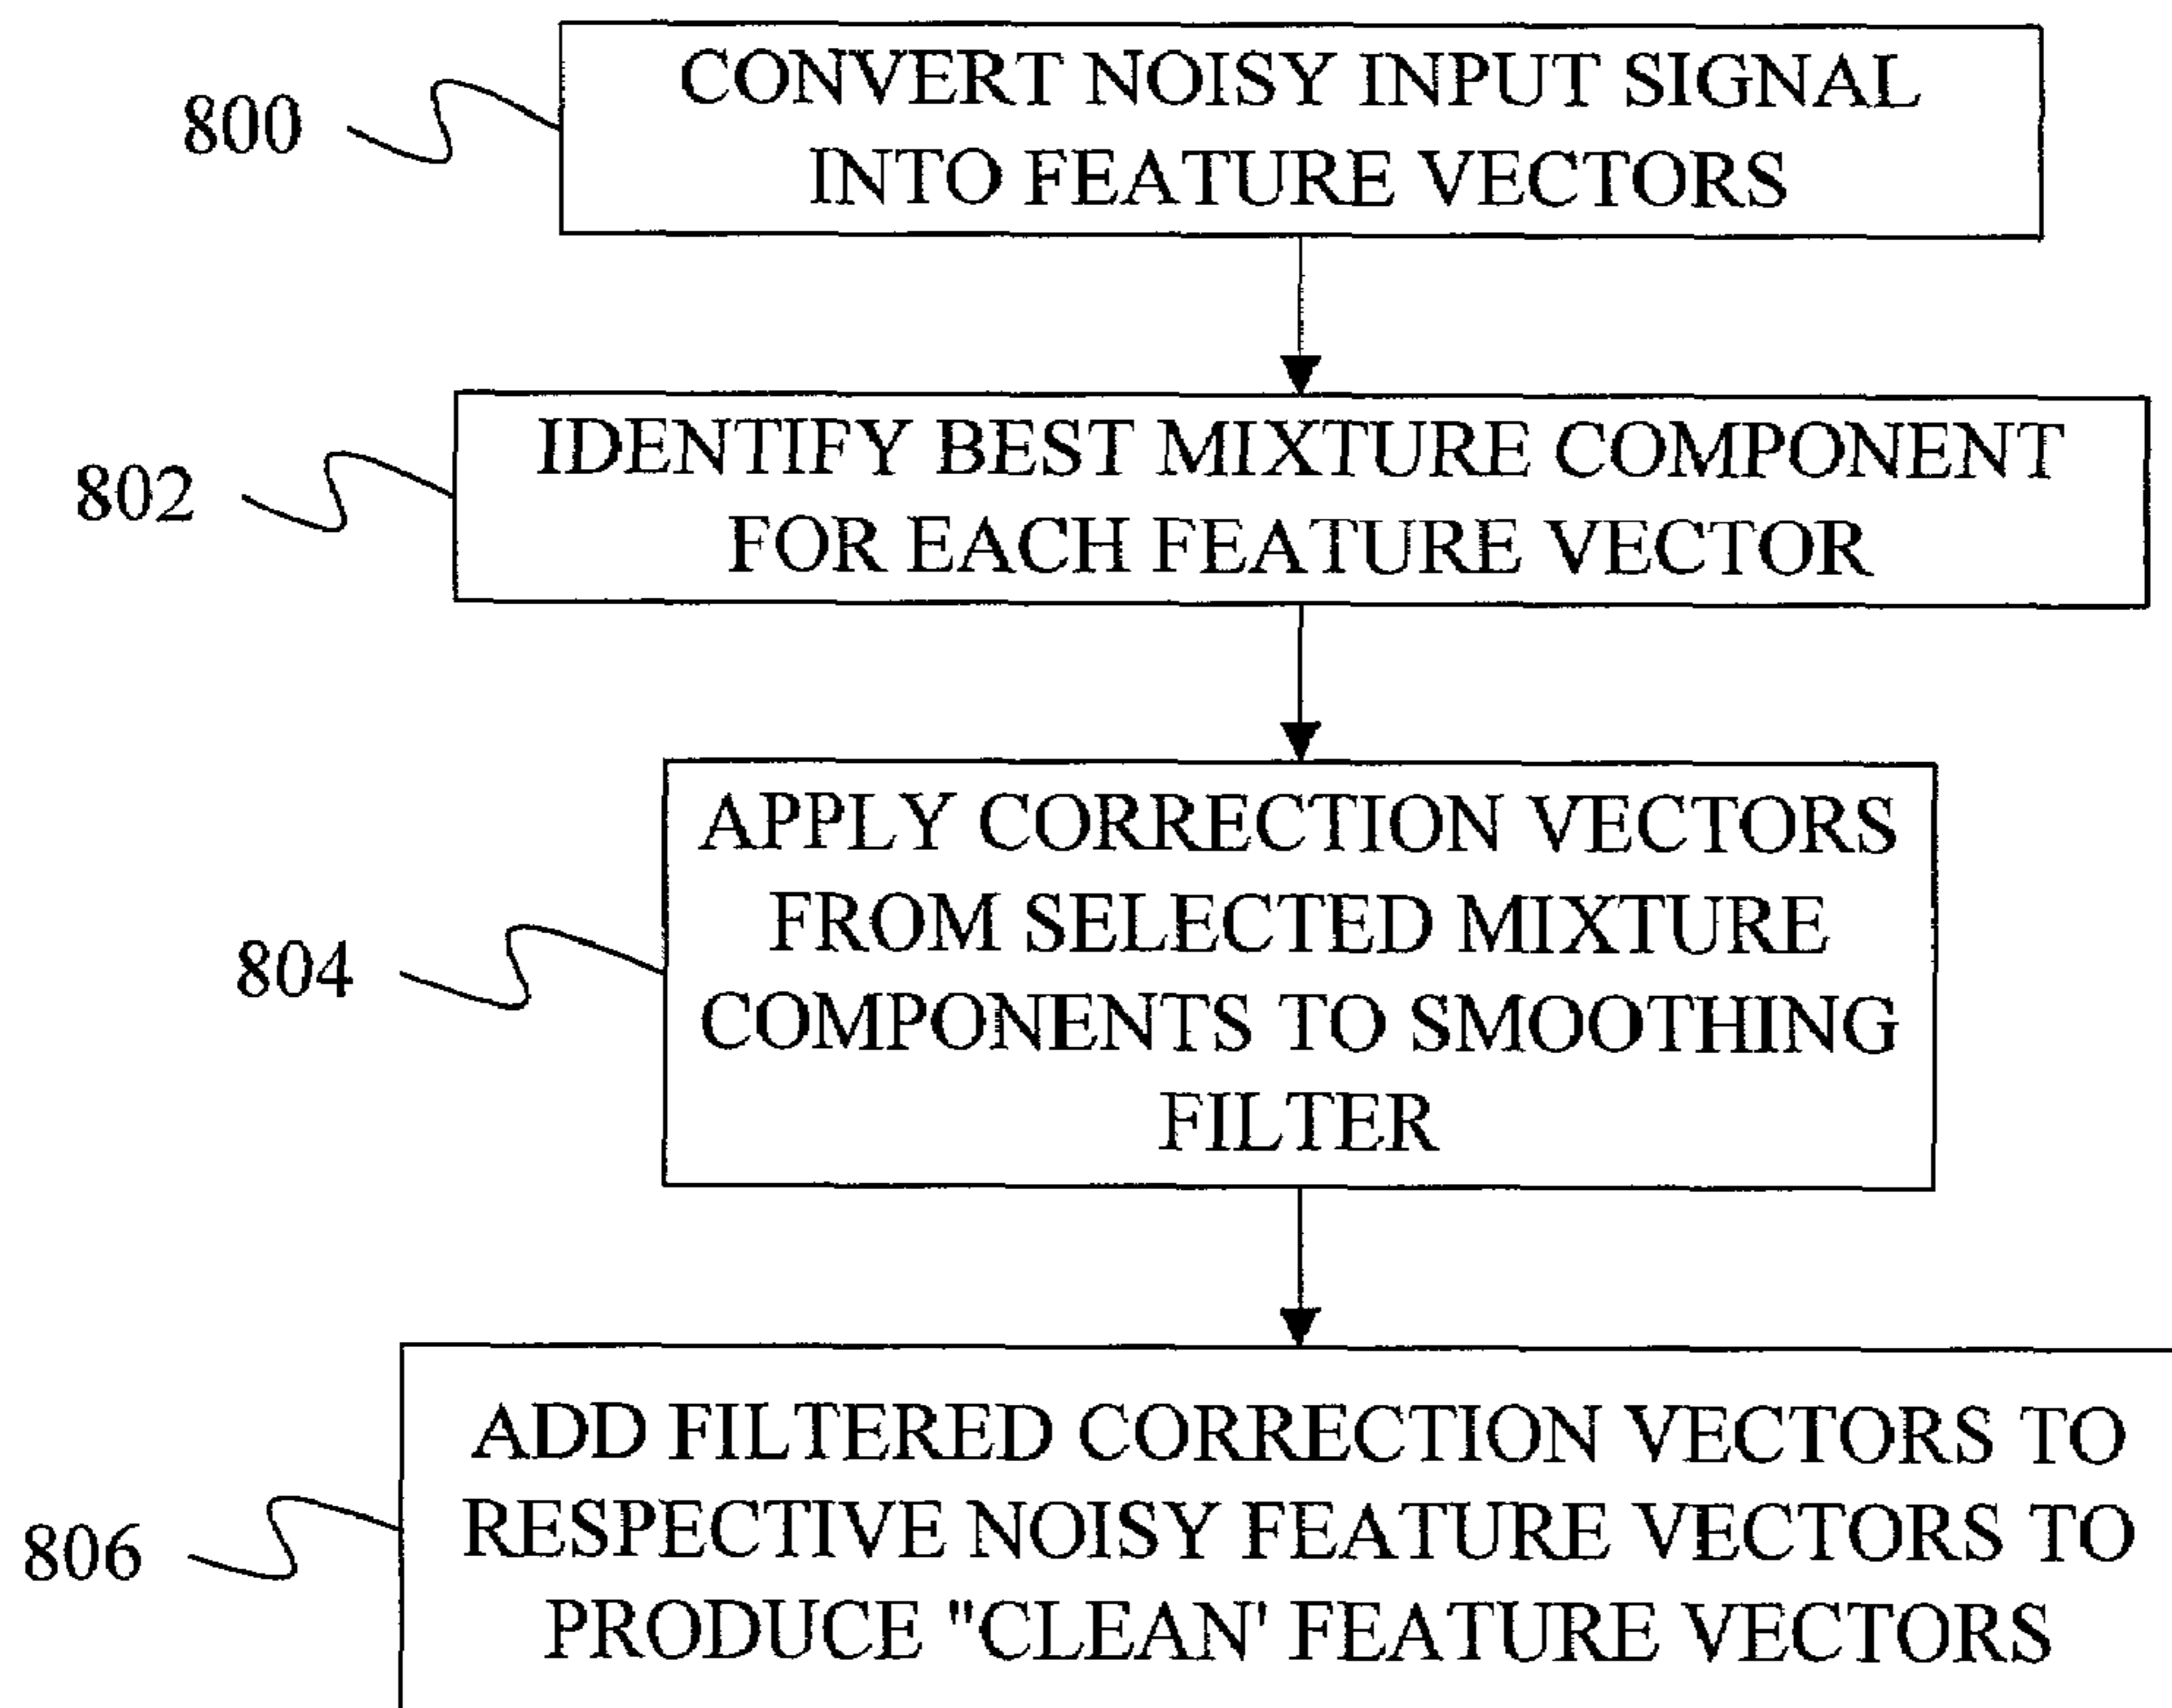 800
CONVERT NOISY INPUT SIGNAL
INTO FEATURE VECTORS
802
IDENTIFY BEST MIXTURE COMPONENT
FOR EACH FEATURE VECTOR
804
APPLY CORRECTION VECTORS
FROM SELECTED MIXTURE
COMPONENTS TO SMOOTHING
FILTER
806
ADD FILTERED CORRECTION VECTORS TO
RESPECTIVE NOISY FEATURE VECTORS TO
PRODUCE "CLEAN' FEATURE VECTORS